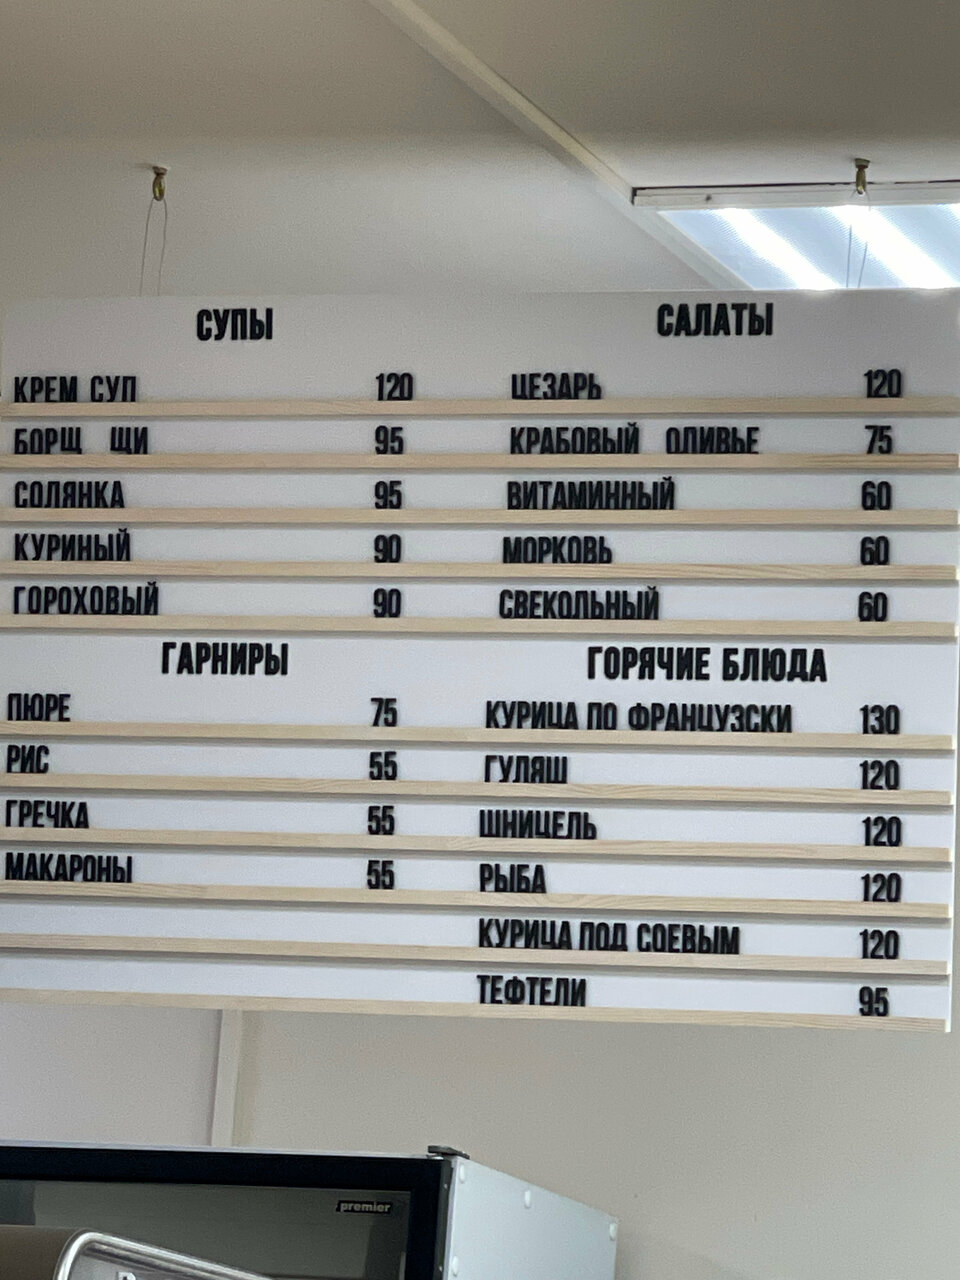 СУПЫ
КРЕМ СУП 120
БОРЩ ЩИ 95
СОЛЯНКА 95
КУРИНЫЙ 90
ГОРОХОВЫЙ 90
САЛАТЫ
ЦЕЗАРЬ 120
КРАБОВЫЙ ОЛИВЬЕ 75
ВИТАМИННЫЙ 60
МОРКОВЬ 60
СВЕКОЛЬНЫЙ 60
ГАРНИРЫ
ПЮРЕ 75
РИС 55
ГРЕЧКА 55
МАКАРОНЫ 55
ГОРЯЧИЕ БЛЮДА
КУРИЦА ПО ФРАНЦУЗСКИ 130
ГУЛЯШ 120
ШНИЦЕЛЬ 120
РЫБА 120
КУРИЦА ПОД СОЕВЫМ 120
ТЕФТЕЛИ 95
premier